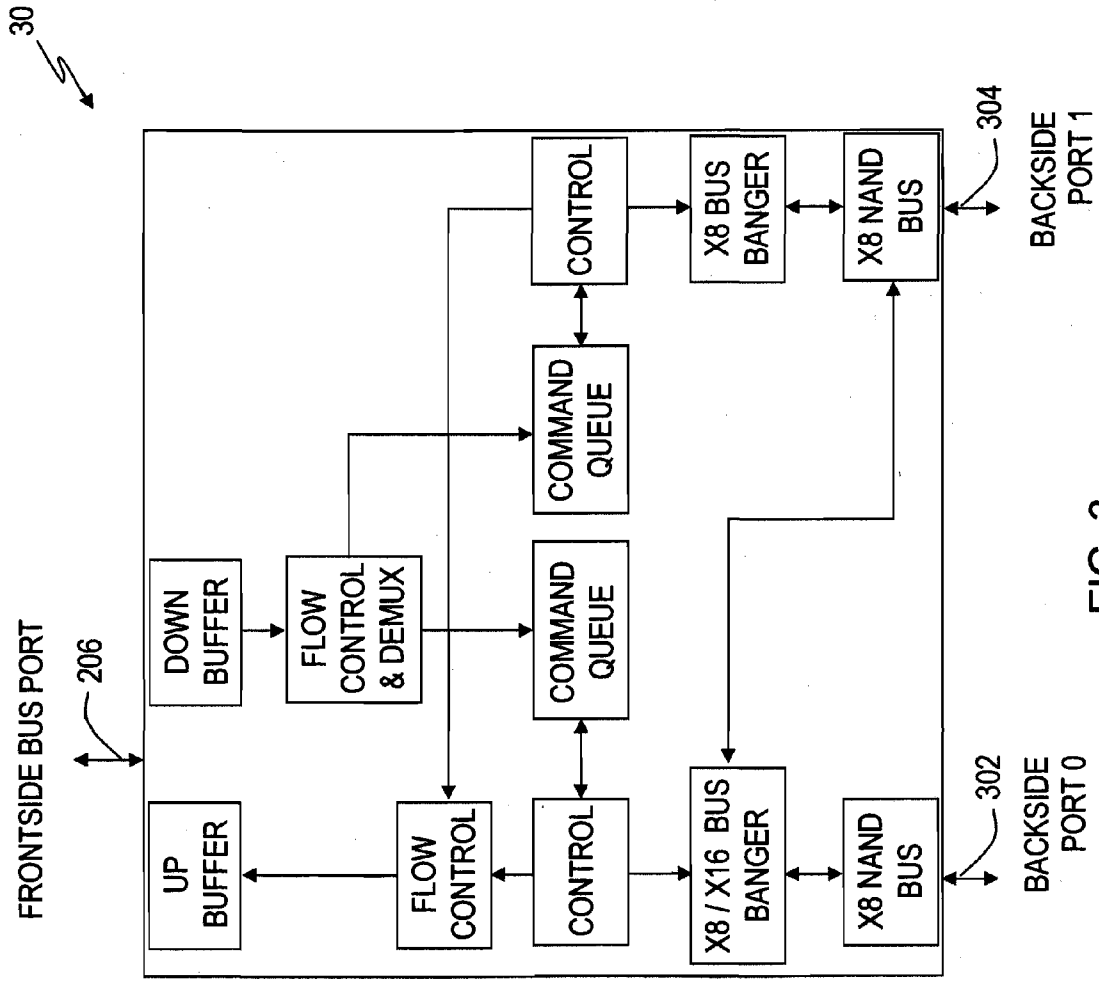 30
FRONTSIDE BUS PORT
206
UP
BUFFER
DOWN
BUFFER
FLOW
CONTROL
FLOW
CONTROL
& DEMUX
CONTROL
COMMAND
QUEUE
COMMAND
QUEUE
CONTROL
X8 / X16 BUS
BANGER
X8 BUS
BANGER
X8 NAND
BUS
X8 NAND
BUS
302
304
BACKSIDE
PORT 0
BACKSIDE
PORT 1
FIG.